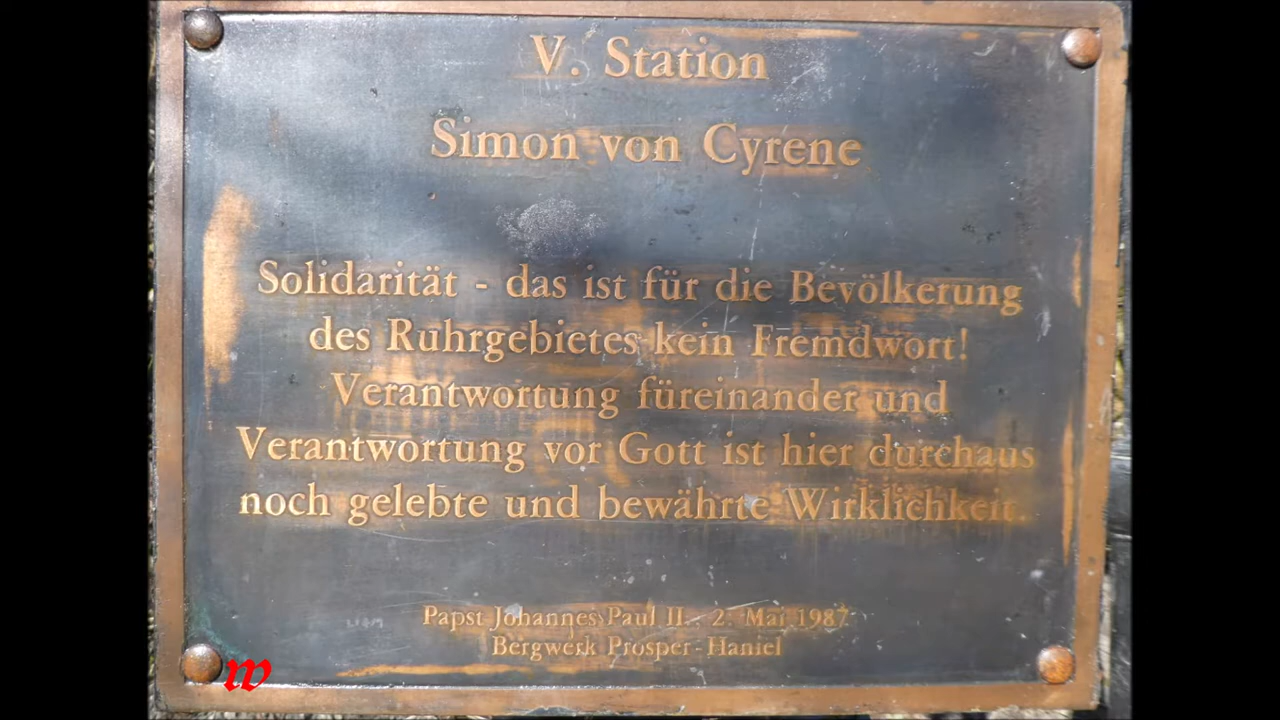 V. Station
Simon von Cyrene
Solidarität - das ist für die Bevölkerung
des Ruhrgebietes kein Fremdwort!
Verantwortung füreinander und
Verantwortung vor Gott ist hier durchaus
noch gelebte und bewährte Wirklichkeit.
Papst Johannes Paul II. - 2. Mai 1987
Bergwerk Prosper-Haniel
w